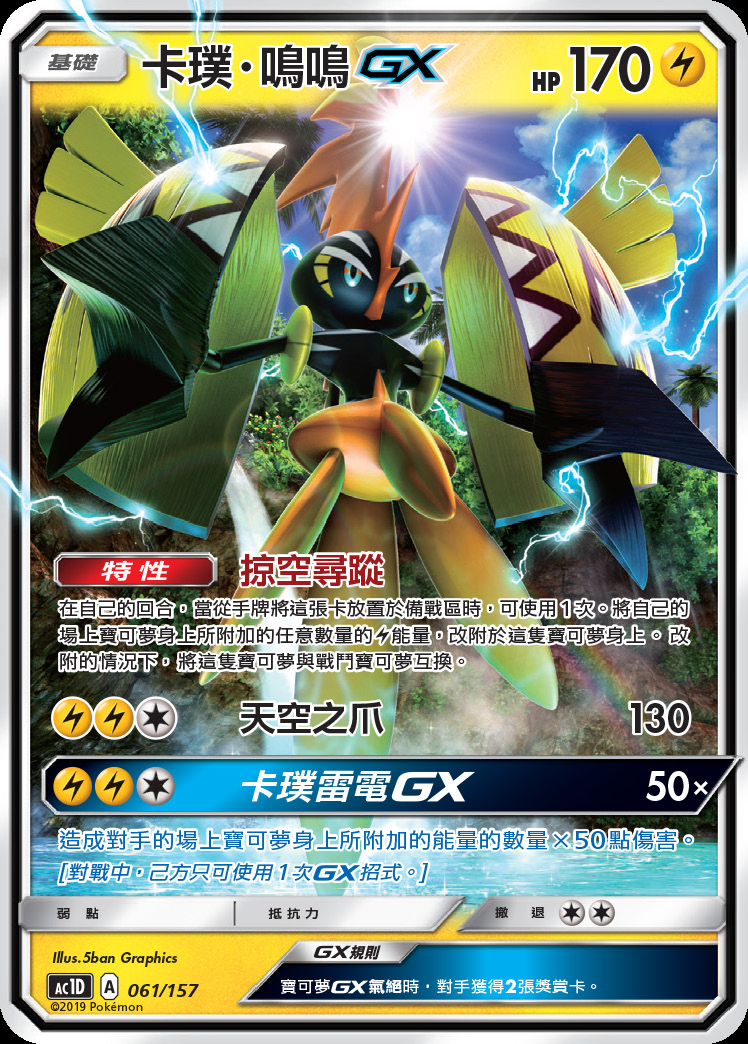 基礎 卡璞・鳴鳴GX HP 170
特性 掠空尋蹤
在自己的回合，當從手牌將這張卡放置於備戰區時，可使用1次。將自己的
場上寶可夢身上所附加的任意數量的能量，改附於這隻寶可夢身上。改
附的情況下，將這隻寶可夢與戰鬥寶可夢互換。
天空之爪 130
卡璞雷電GX 50×
造成對手的場上寶可夢身上所附加的能量的數量×50點傷害。
[對戰中，己方只可使用1次GX招式。]
弱點 抵抗力 撤退
Illus. 5ban Graphics
GX規則
AC1D A 061/157
寶可夢GX氣絕時，對手獲得2張獎賞卡。
©2019 Pokémon